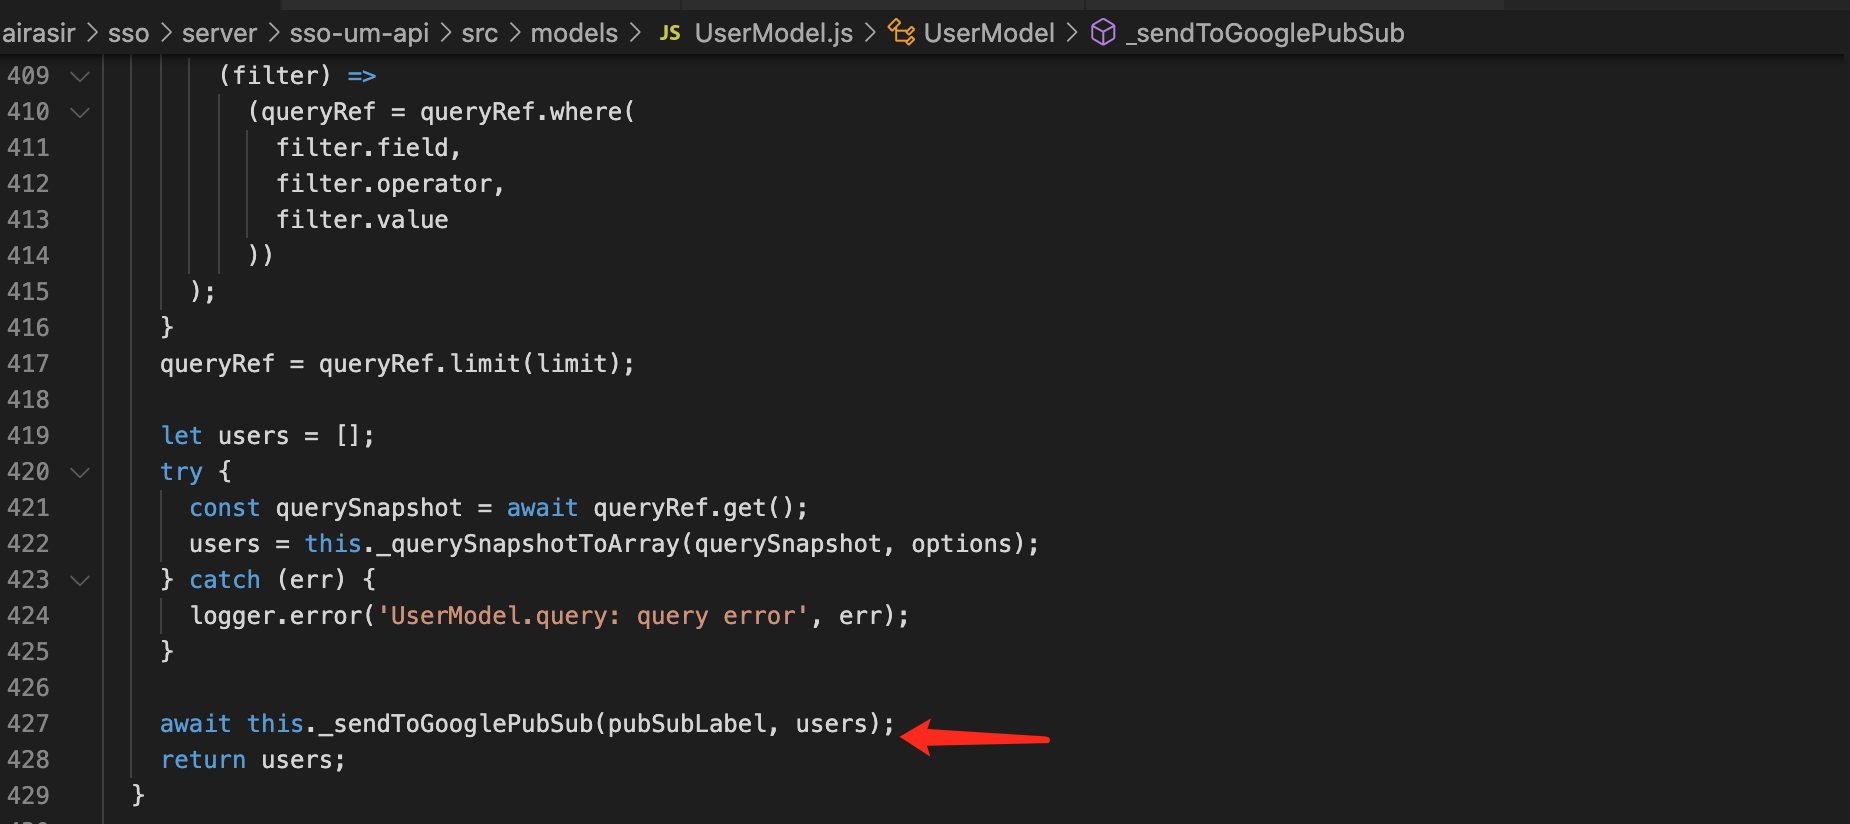 airasir > sso > server > sso-um-api > src > models > JS UserModel.js > UserModel > _sendToGooglePubSub
409 (filter) =>
410 (queryRef = queryRef.where(
411 filter.field,
412 filter.operator,
413 filter.value
414 ))
415 );
416 }
417 queryRef = queryRef.limit(limit);
418
419 let users = [];
420 try {
421 const querySnapshot = await queryRef.get();
422 users = this._querySnapshotToArray(querySnapshot, options);
423 } catch (err) {
424 logger.error('UserModel.query: query error', err);
425 }
426
427 await this._sendToGooglePubSub(pubSubLabel, users);
428 return users;
429 }